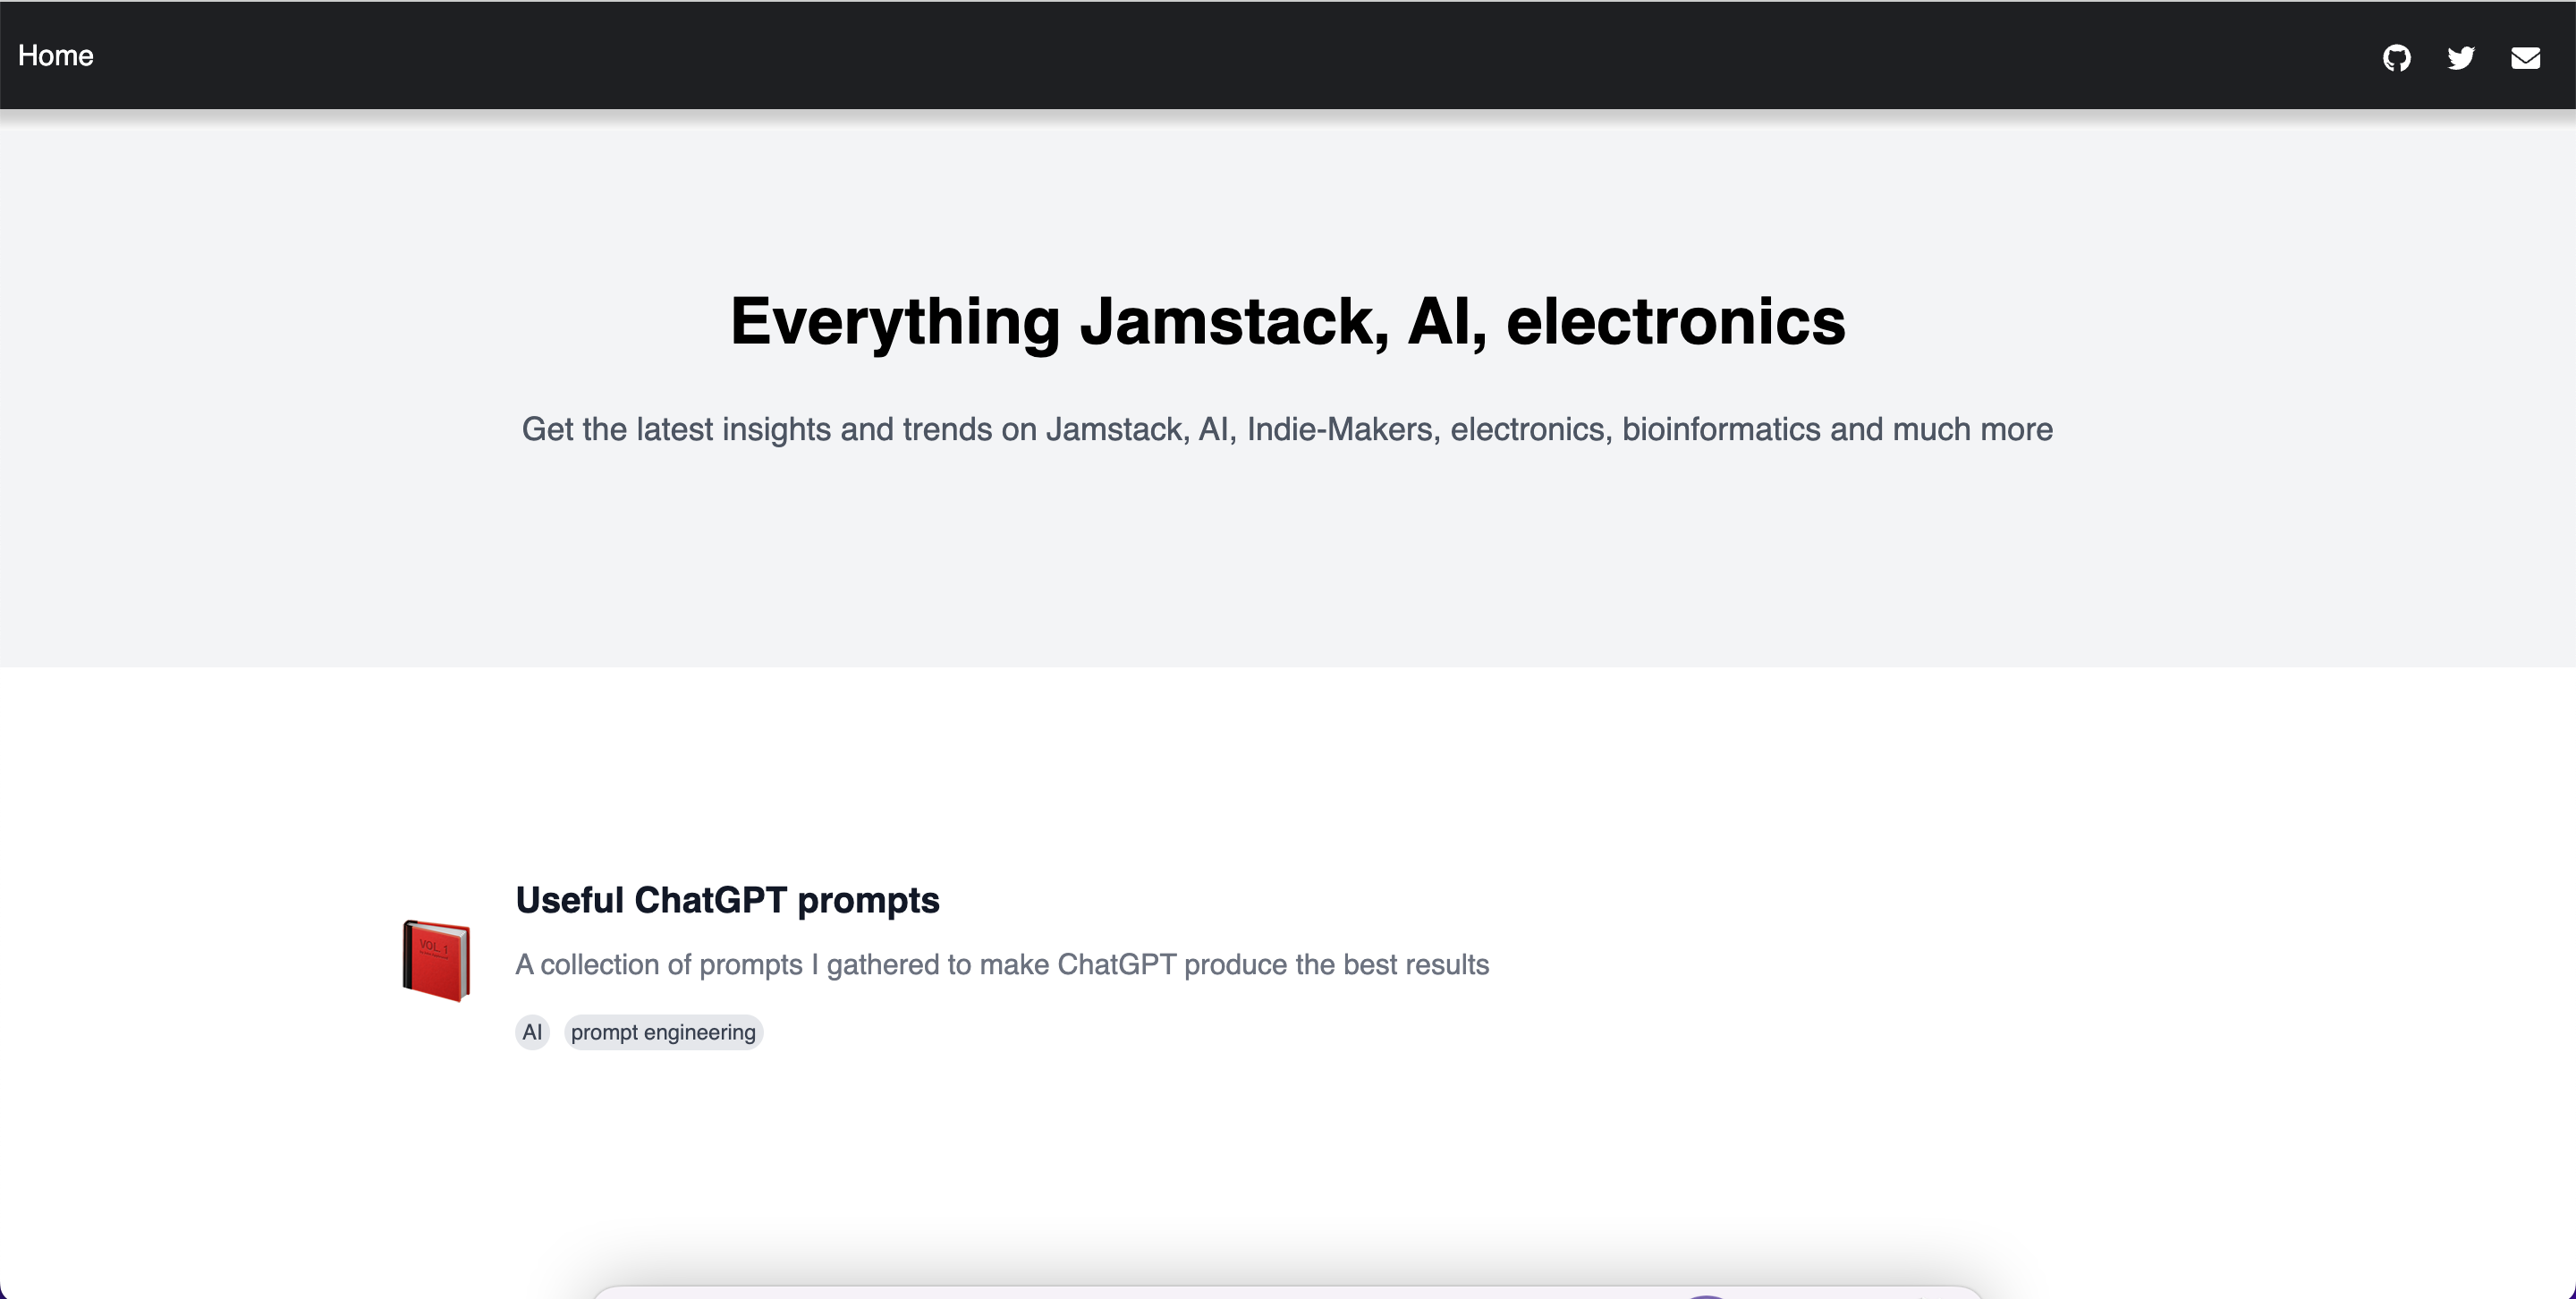 Home
Everything Jamstack, AI, electronics
Get the latest insights and trends on Jamstack, AI, Indie-Makers, electronics, bioinformatics and much more
Useful ChatGPT prompts
VOL. 1
A collection of prompts I gathered to make ChatGPT produce the best results
AI prompt engineering